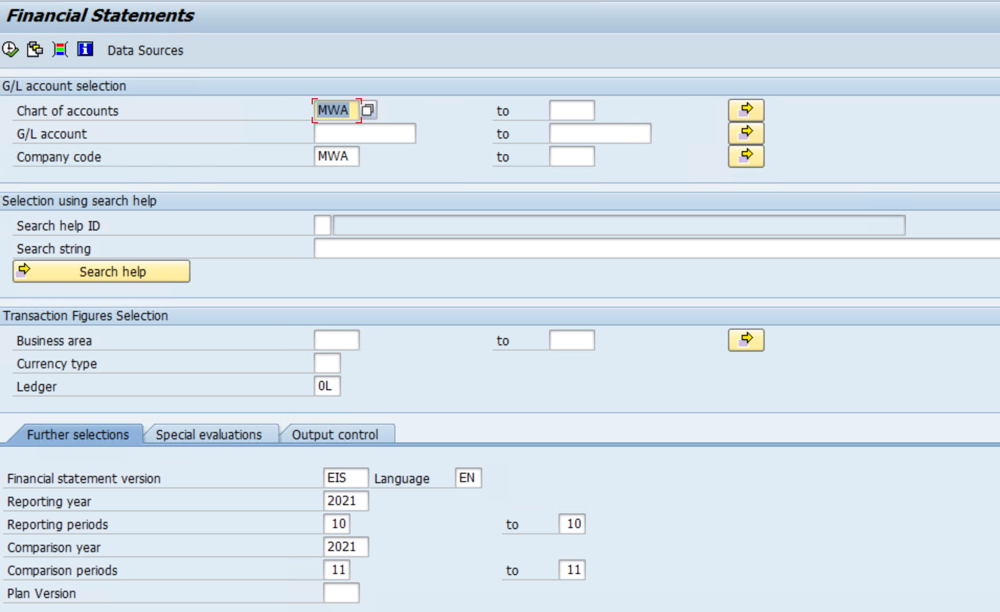 Financial Statements
Data Sources
G/L account selection
Chart of accounts MWA to
G/L account to
Company code MWA to
Selection using search help
Search help ID
Search string
Search help
Transaction Figures Selection
Business area to
Currency type
Ledger 0L
Further selections Special evaluations Output control
Financial statement version EIS Language EN
Reporting year 2021
Reporting periods 10 to 10
Comparison year 2021
Comparison periods 11 to 11
Plan Version